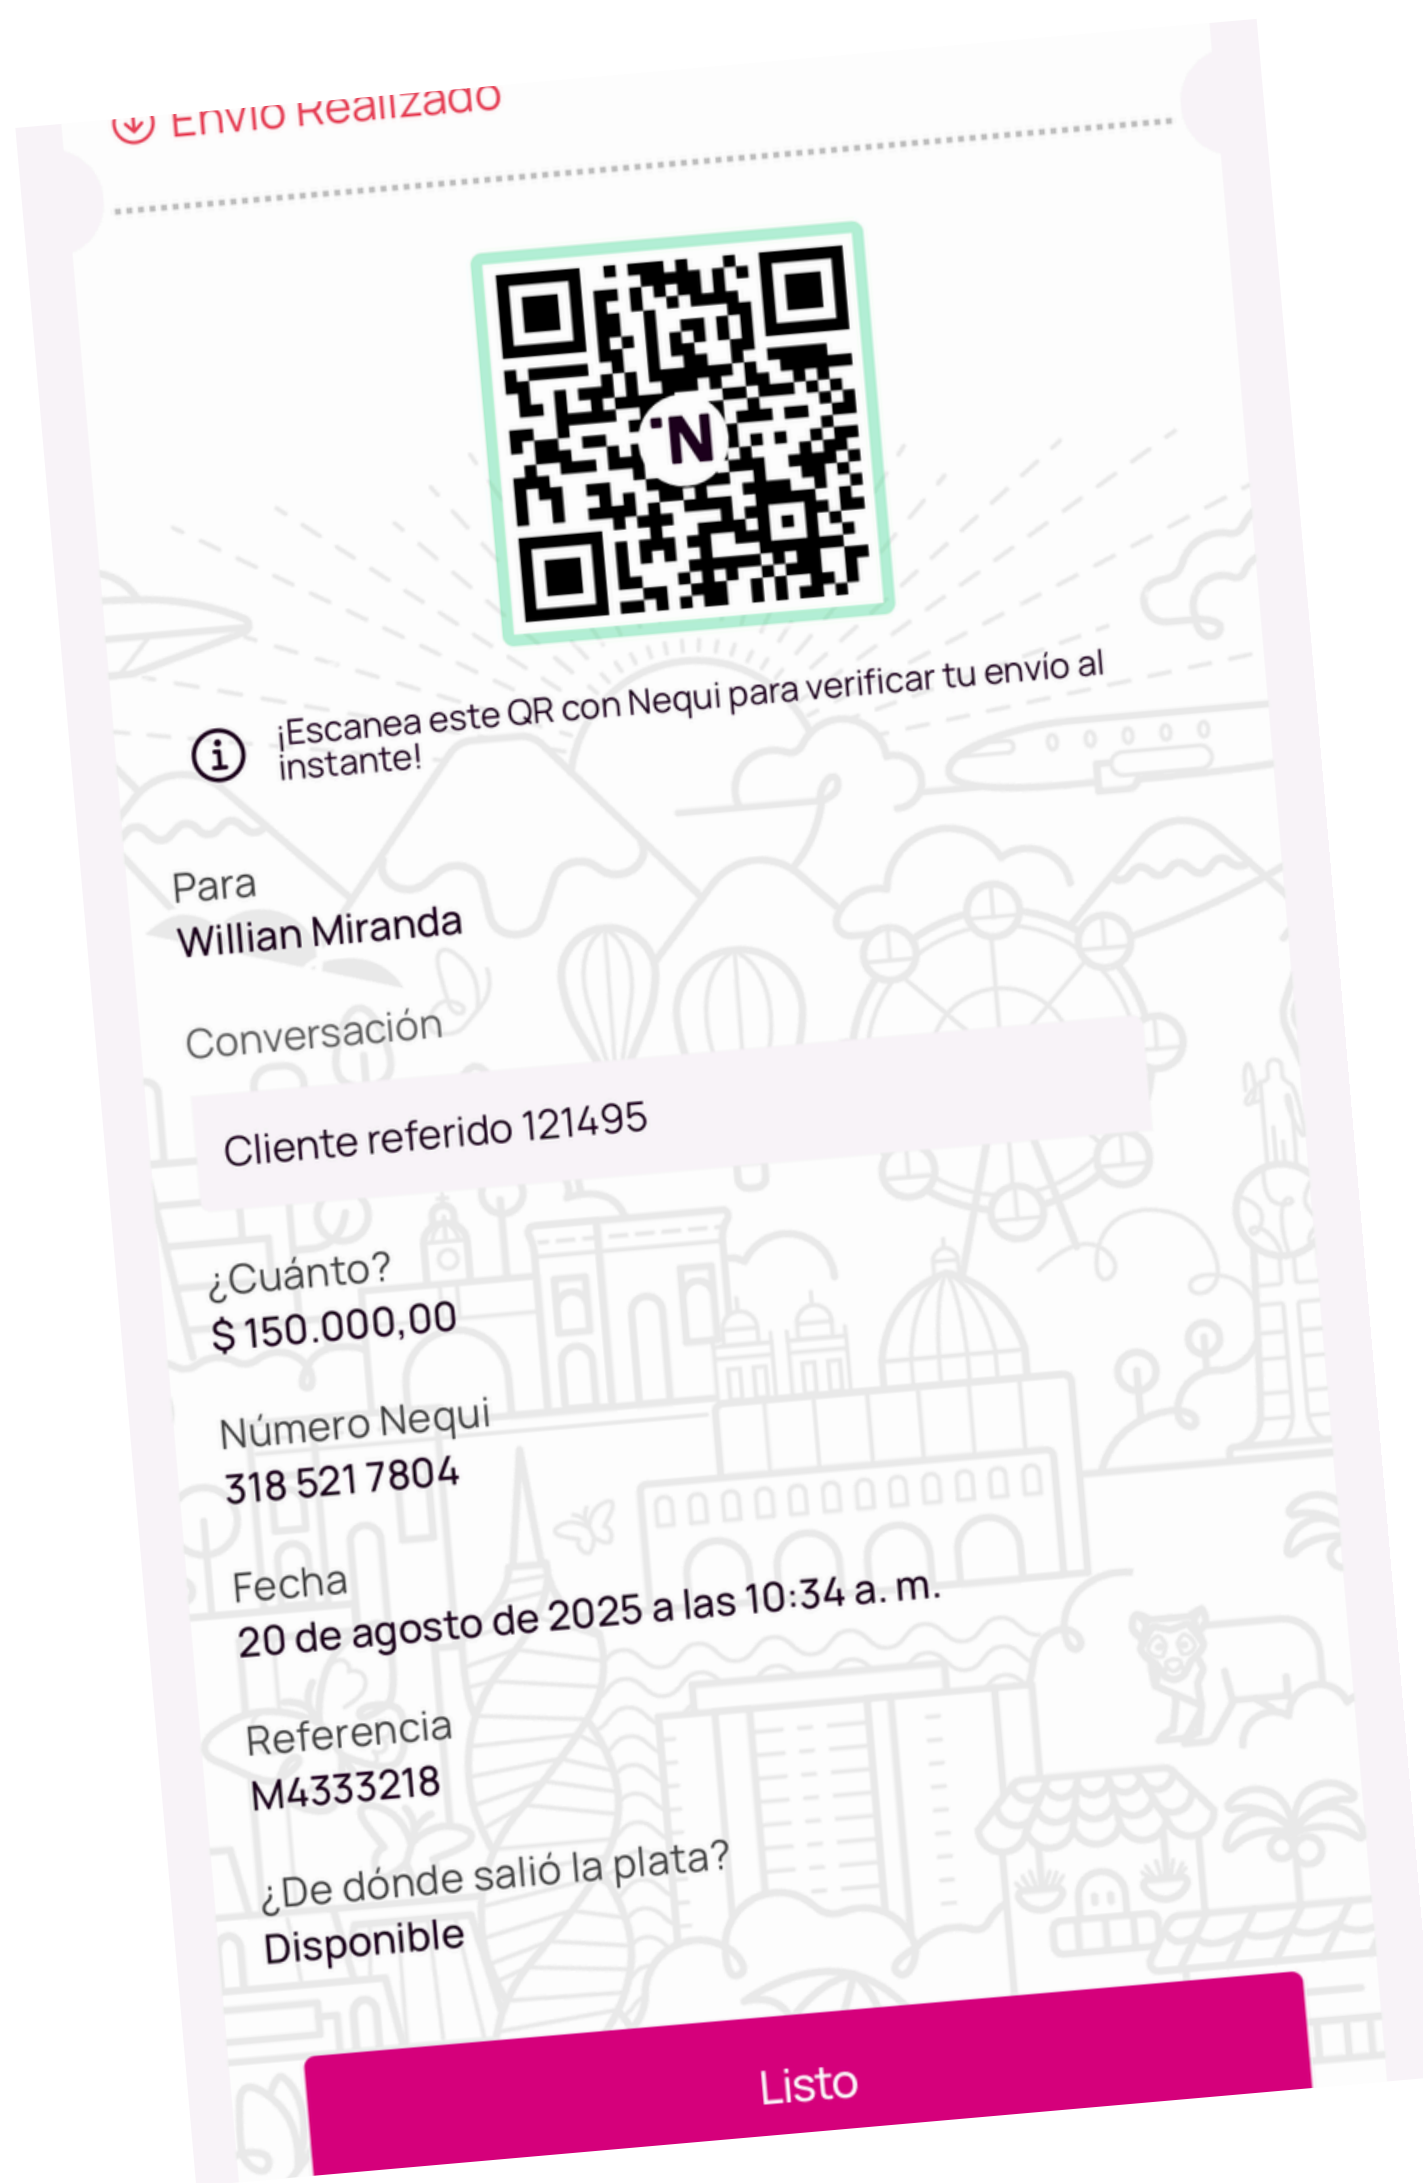 Envío Realizado
N
¡Escanea este QR con Nequi para verificar tu envío al
instante!
Para
Willian Miranda
Conversación
Cliente referido 121495
¿Cuánto?
$ 150.000,00
Número Nequi
318 521 7804
Fecha
20 de agosto de 2025 a las 10:34 a. m.
Referencia
M4333218
¿De dónde salió la plata?
Disponible
Listo